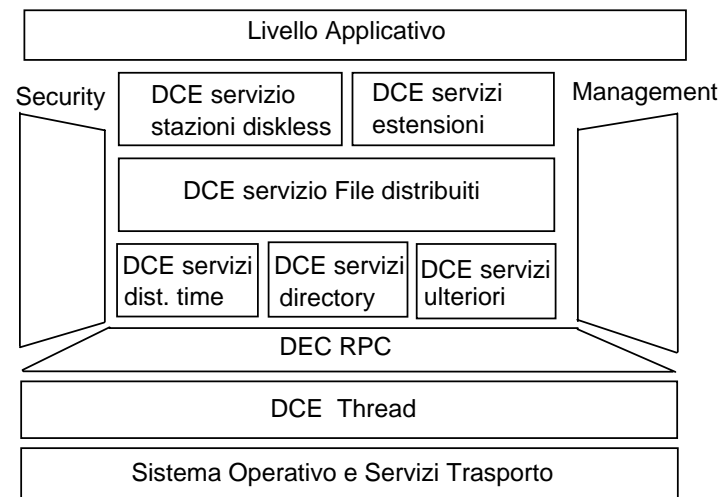 Livello Applicativo
Security
DCE servizio
stazioni diskless
DCE servizi
estensioni
Management
DCE servizio File distribuiti
DCE servizi
dist. time
DCE servizi
directory
DCE servizi
ulteriori
DEC RPC
DCE Thread
Sistema Operativo e Servizi Trasporto